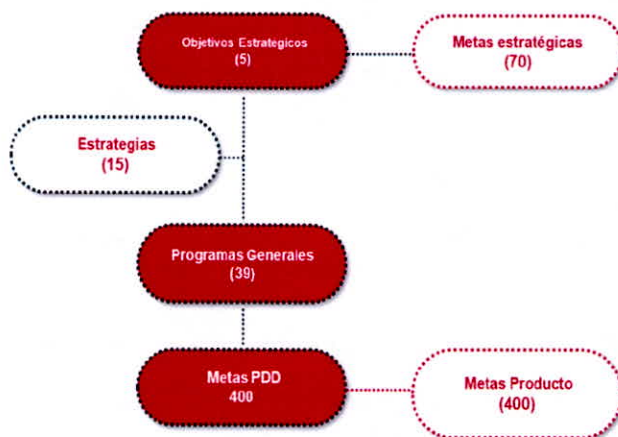 Objetivos Estrategicos
(5)
Metas estratégicas
(70)
Estrategias
(15)
Programas Generales
(39)
Metas PDD
400
Metas Producto
(400)